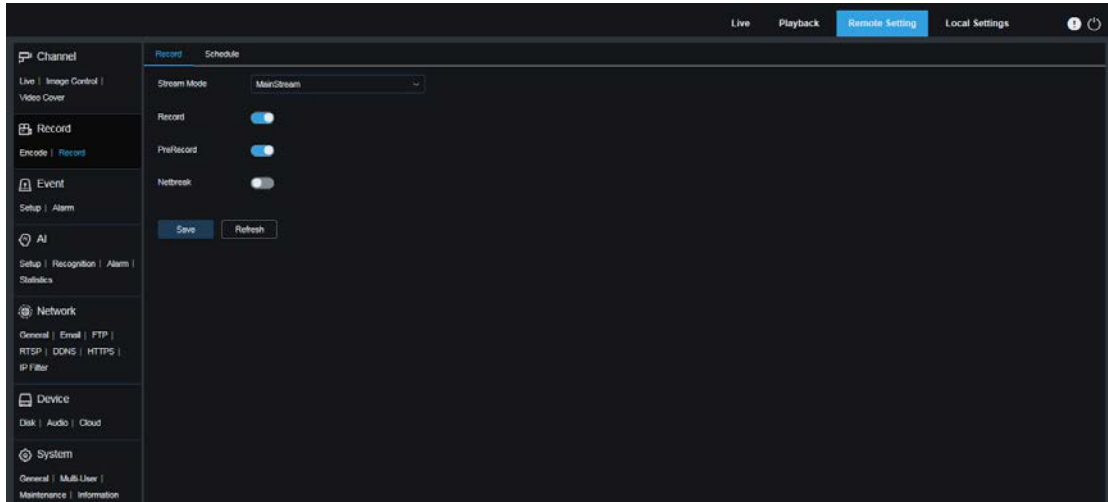 Live Playback Remote Setting Local Settings
Channel
Live | Image Control |
Video Cover
Record
Encode | Record
Event
Setup | Alarm
AI
Setup | Recognition | Alarm |
Statistics
Network
General | Email | FTP |
RTSP | DDNS | HTTPS |
IP Filter
Device
Disk | Audio | Cloud
System
General | Multi-User |
Maintenance | Information
Record Schedule
Stream Mode MainStream
Record
PreRecord
Netbreak
Save Refresh